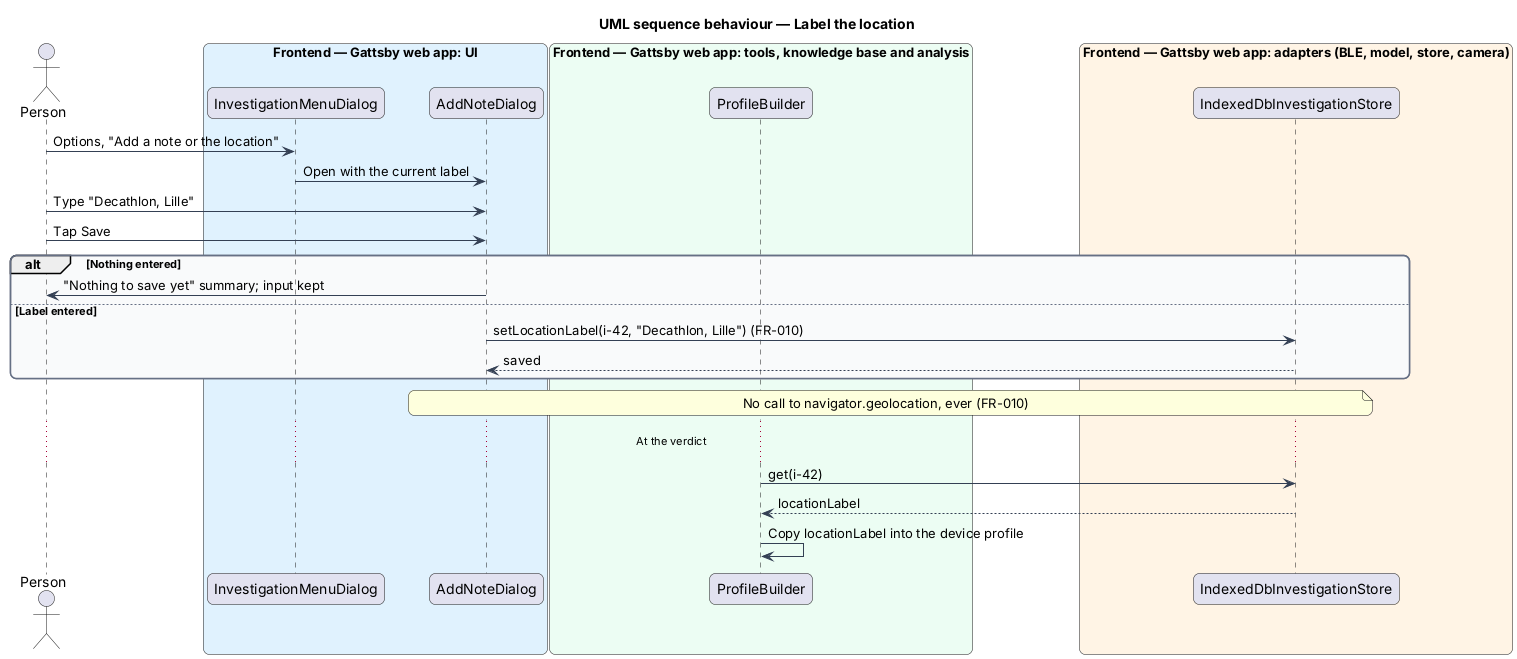 UML sequence behaviour — Label the location
Frontend — Gattsby web app: UI
Frontend — Gattsby web app: tools, knowledge base and analysis
Frontend — Gattsby web app: adapters (BLE, model, store, camera)
Person
InvestigationMenuDialog
AddNoteDialog
ProfileBuilder
IndexedDbInvestigationStore
Options, "Add a note or the location"
Open with the current label
Type "Decathlon, Lille"
Tap Save
alt
[Nothing entered]
"Nothing to save yet" summary; input kept
[Label entered]
setLocationLabel(i-42, "Decathlon, Lille") (FR-010)
saved
No call to navigator.geolocation, ever (FR-010)
At the verdict
get(i-42)
locationLabel
Copy locationLabel into the device profile
Person
InvestigationMenuDialog
AddNoteDialog
ProfileBuilder
IndexedDbInvestigationStore